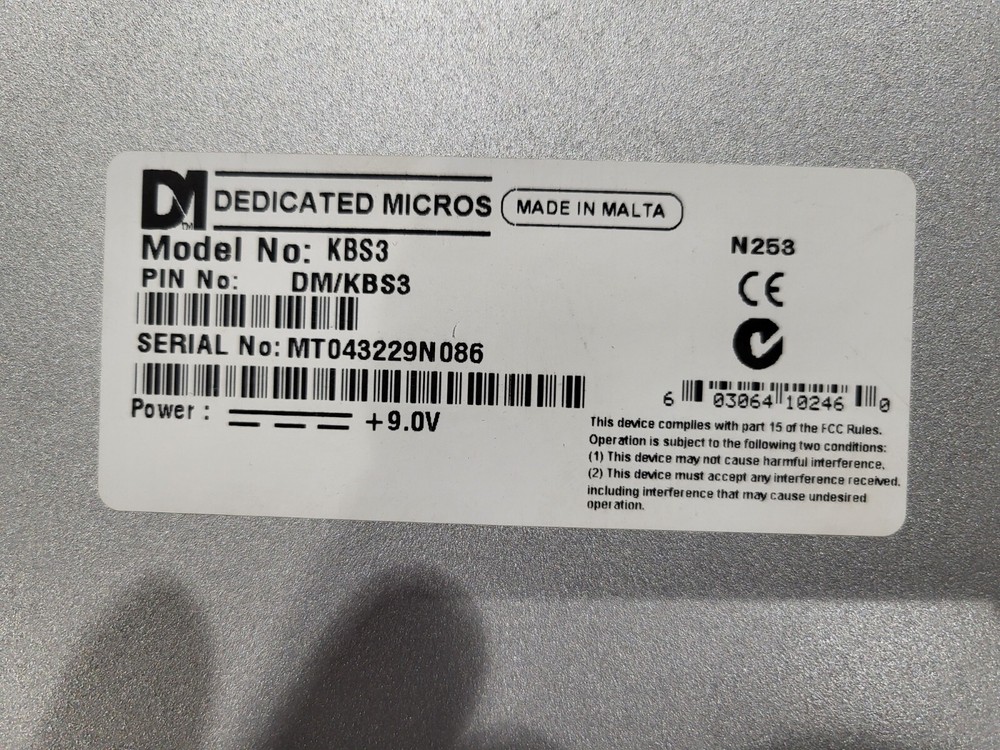 DM DEDICATED MICROS MADE IN MALTA
TM
Model No: KBS3
PIN No: DM/KBS3
SERIAL No: MT043229N086
Power : +9.0V
N253
CE
6 03064 10246 0
This device complies with part 15 of the FCC Rules.
Operation is subject to the following two conditions:
(1) This device may not cause harmful interference.
(2) This device must accept any interference received,
including interference that may cause undesired
operation.